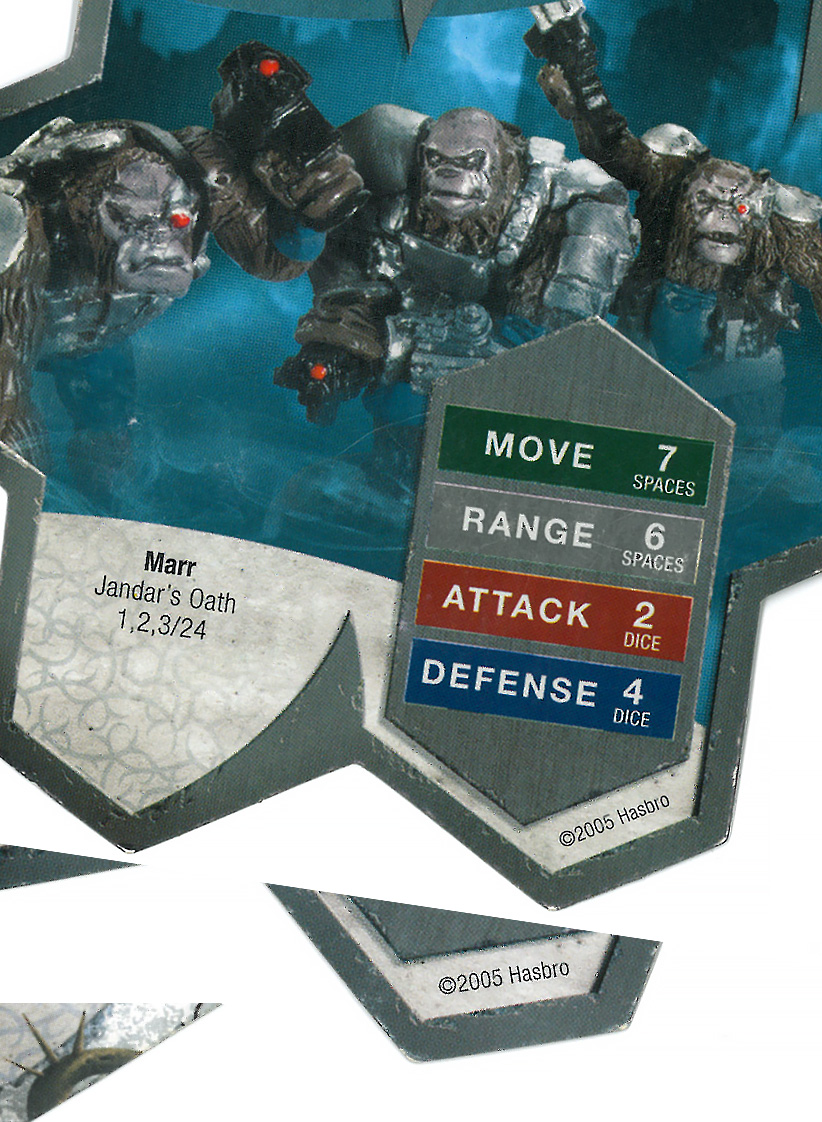 MOVE 7
SPACES
RANGE 6
SPACES
ATTACK 2
DICE
DEFENSE 4
DICE
Marr
Jandar's Oath
1,2,3/24
©2005 Hasbro
©2005 Hasbro